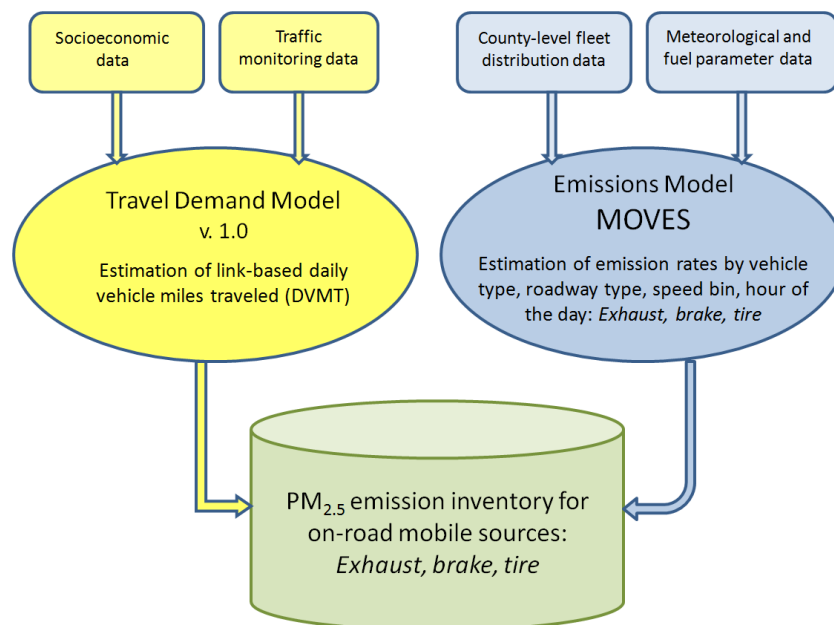 Socioeconomic
data
Traffic
monitoring data
County-level fleet
distribution data
Meteorological and
fuel parameter data
Travel Demand Model
v. 1.0
Estimation of link-based daily
vehicle miles traveled (DVMT)
Emissions Model
MOVES
Estimation of emission rates by vehicle
type, roadway type, speed bin, hour of
the day: Exhaust, brake, tire
PM2.5 emission inventory for
on-road mobile sources:
Exhaust, brake, tire